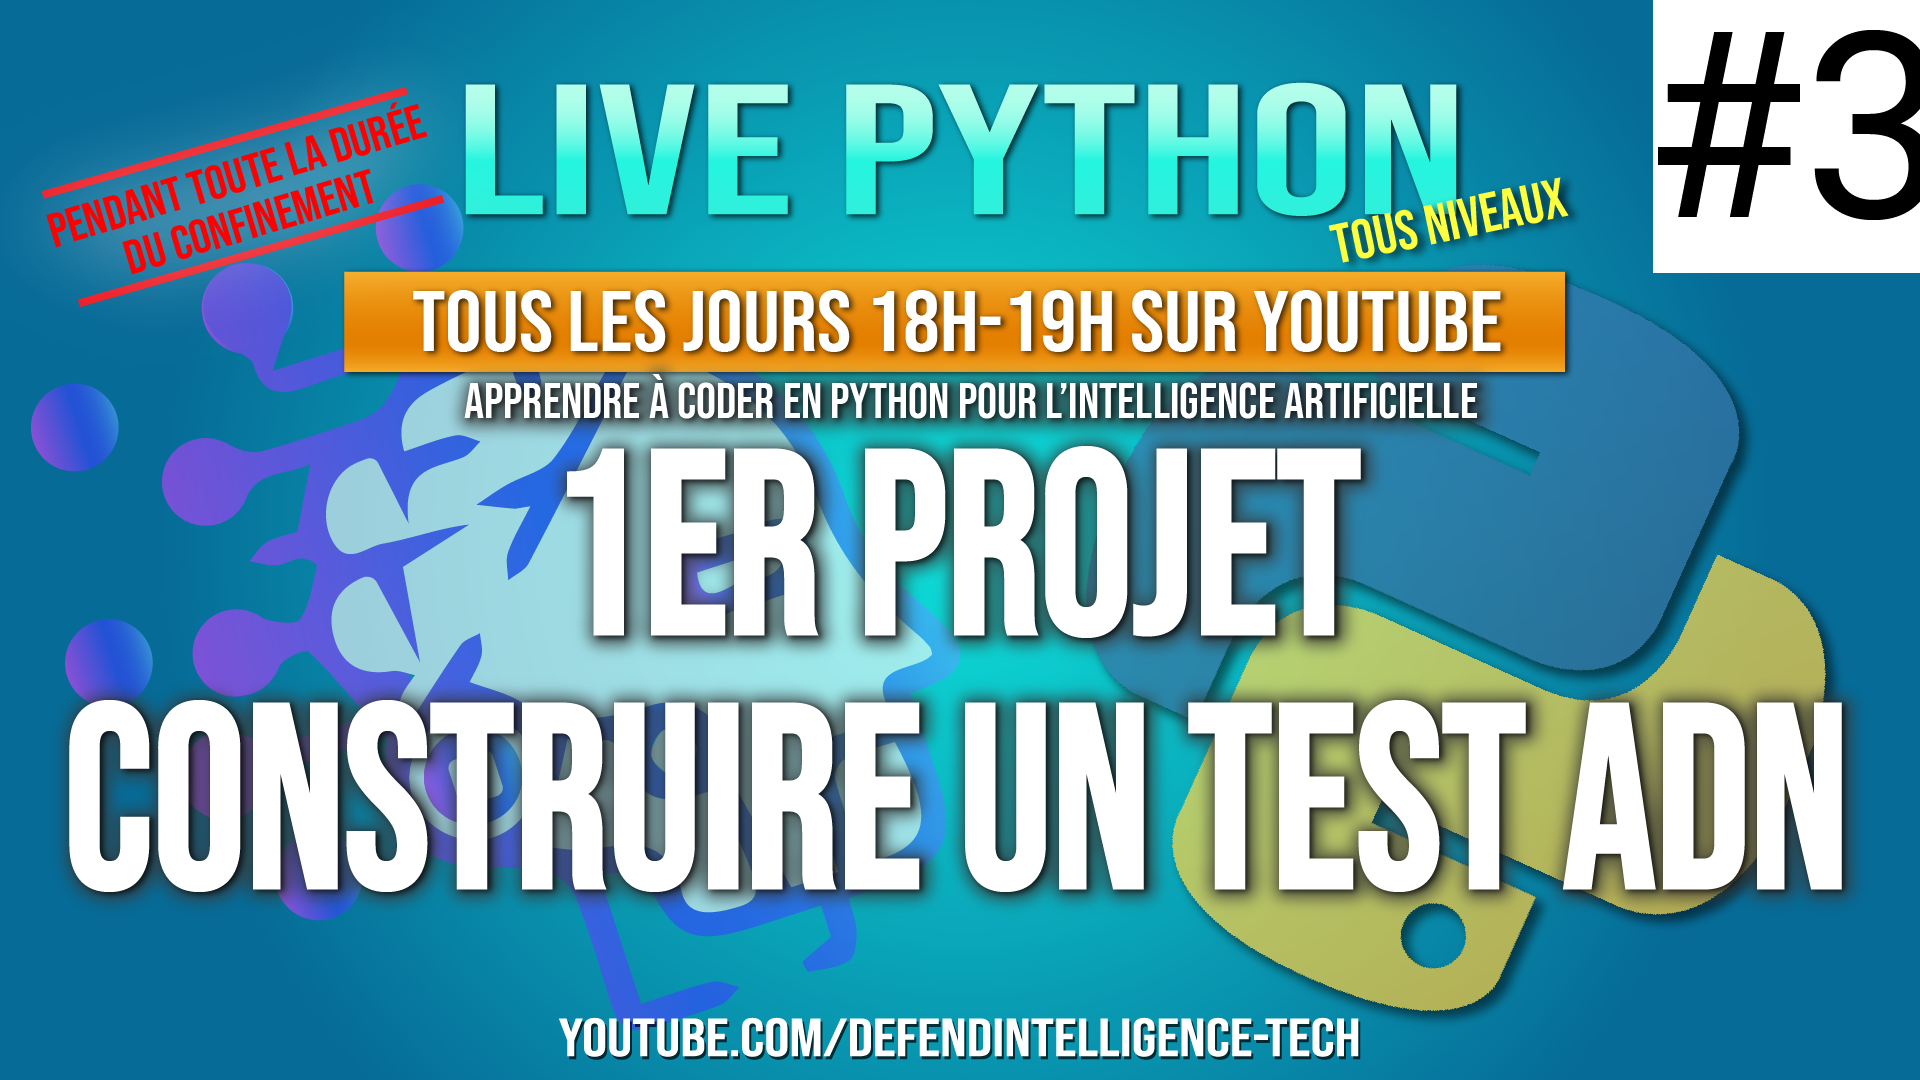 #3
LIVE PYTHON
PENDANT TOUTE LA DURÉE
DU CONFINEMENT
TOUS NIVEAUX
TOUS LES JOURS 18H-19H SUR YOUTUBE
APPRENDRE À CODER EN PYTHON POUR L'INTELLIGENCE ARTIFICIELLE
1ER PROJET
CONSTRUIRE UN TEST ADN
YOUTUBE.COM/DEFENDINTELLIGENCE-TECH